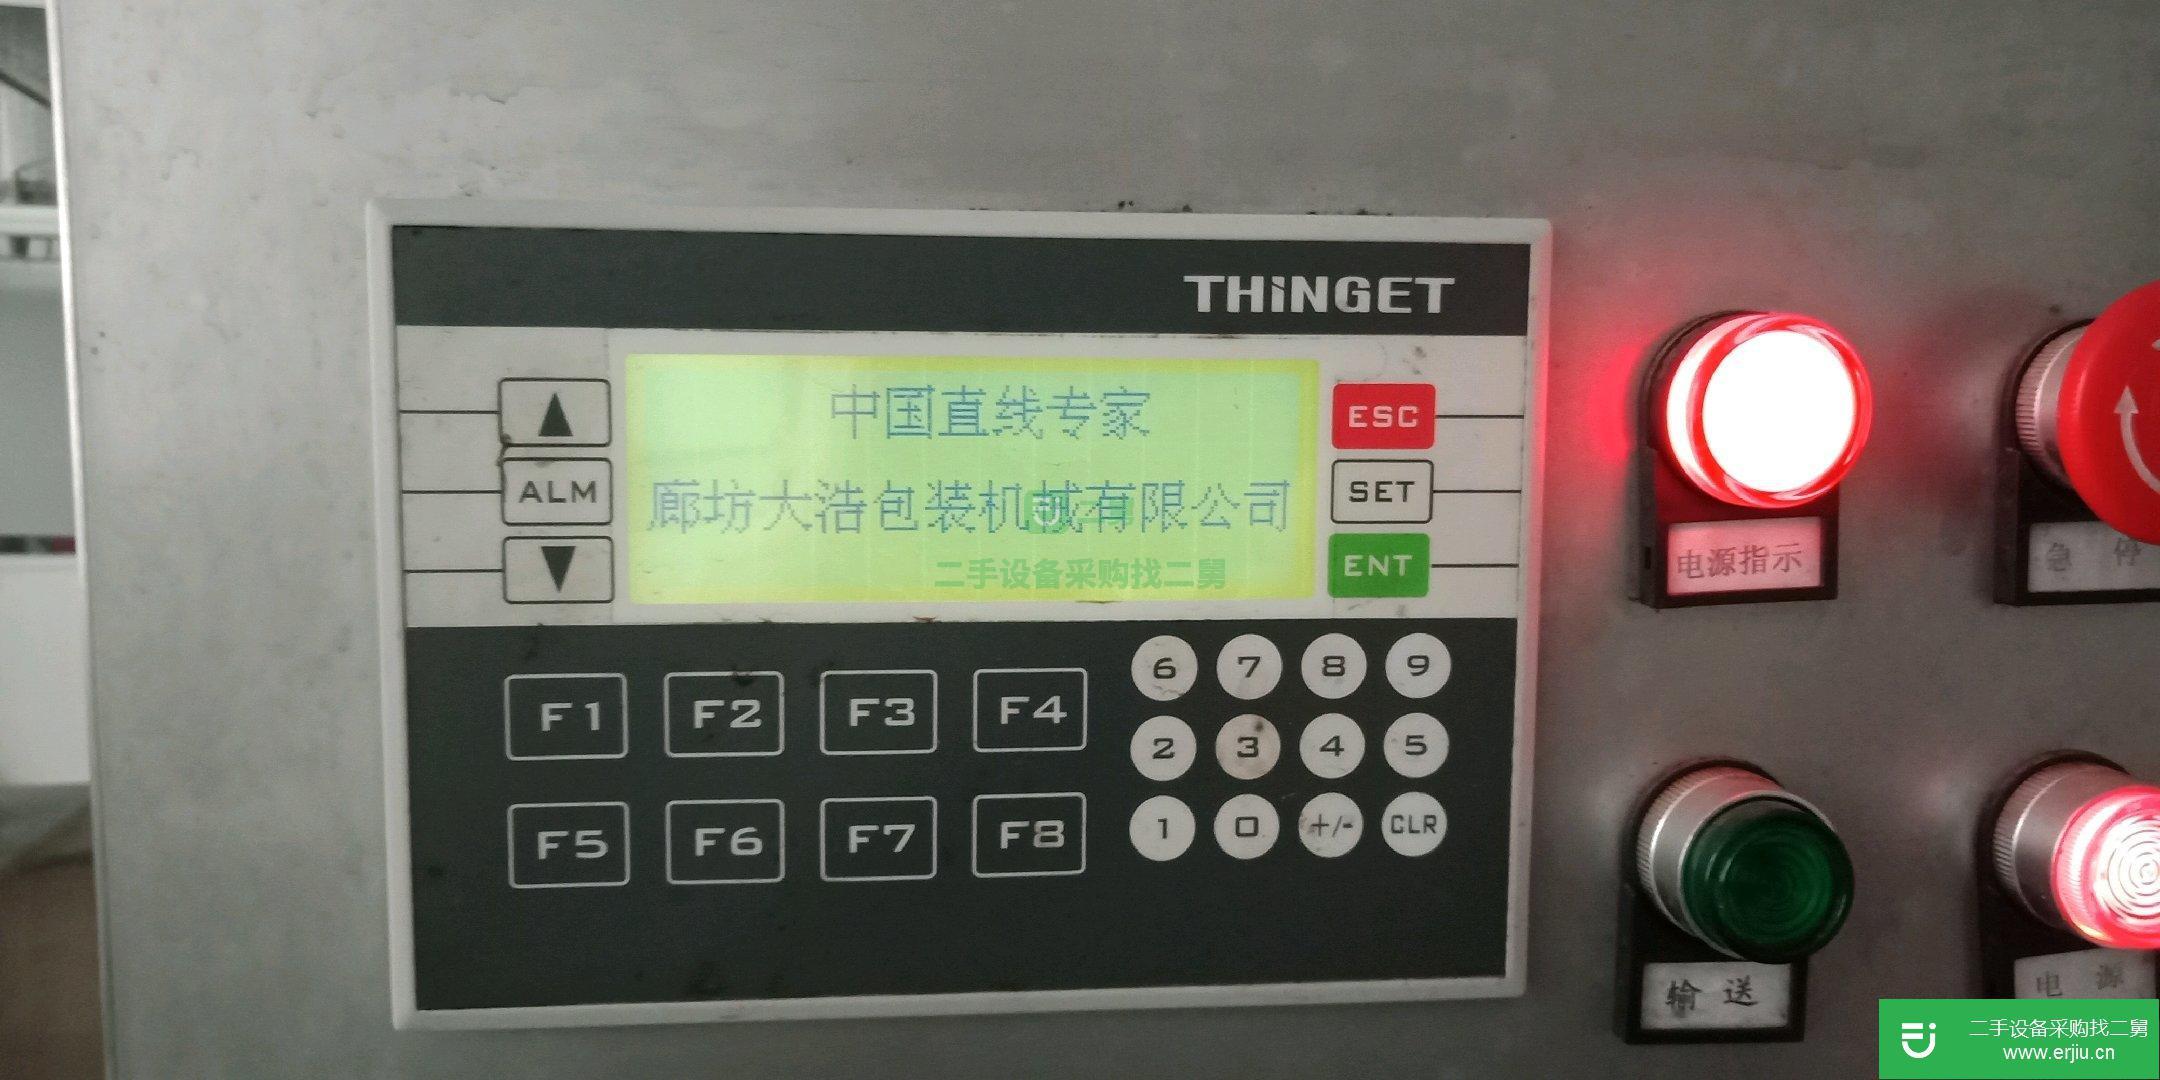 THiNGET
中国直线专家
廊坊大浩包装机械有限公司
二手设备采购找二舅
ALM
ESC
SET
ENT
F1 F2 F3 F4
F5 F6 F7 F8
6 7 8 9
2 3 4 5
1 0 +/- CLR
电源指示
急 停
输 送
电 源
二手设备采购找二舅
www.erjiu.cn